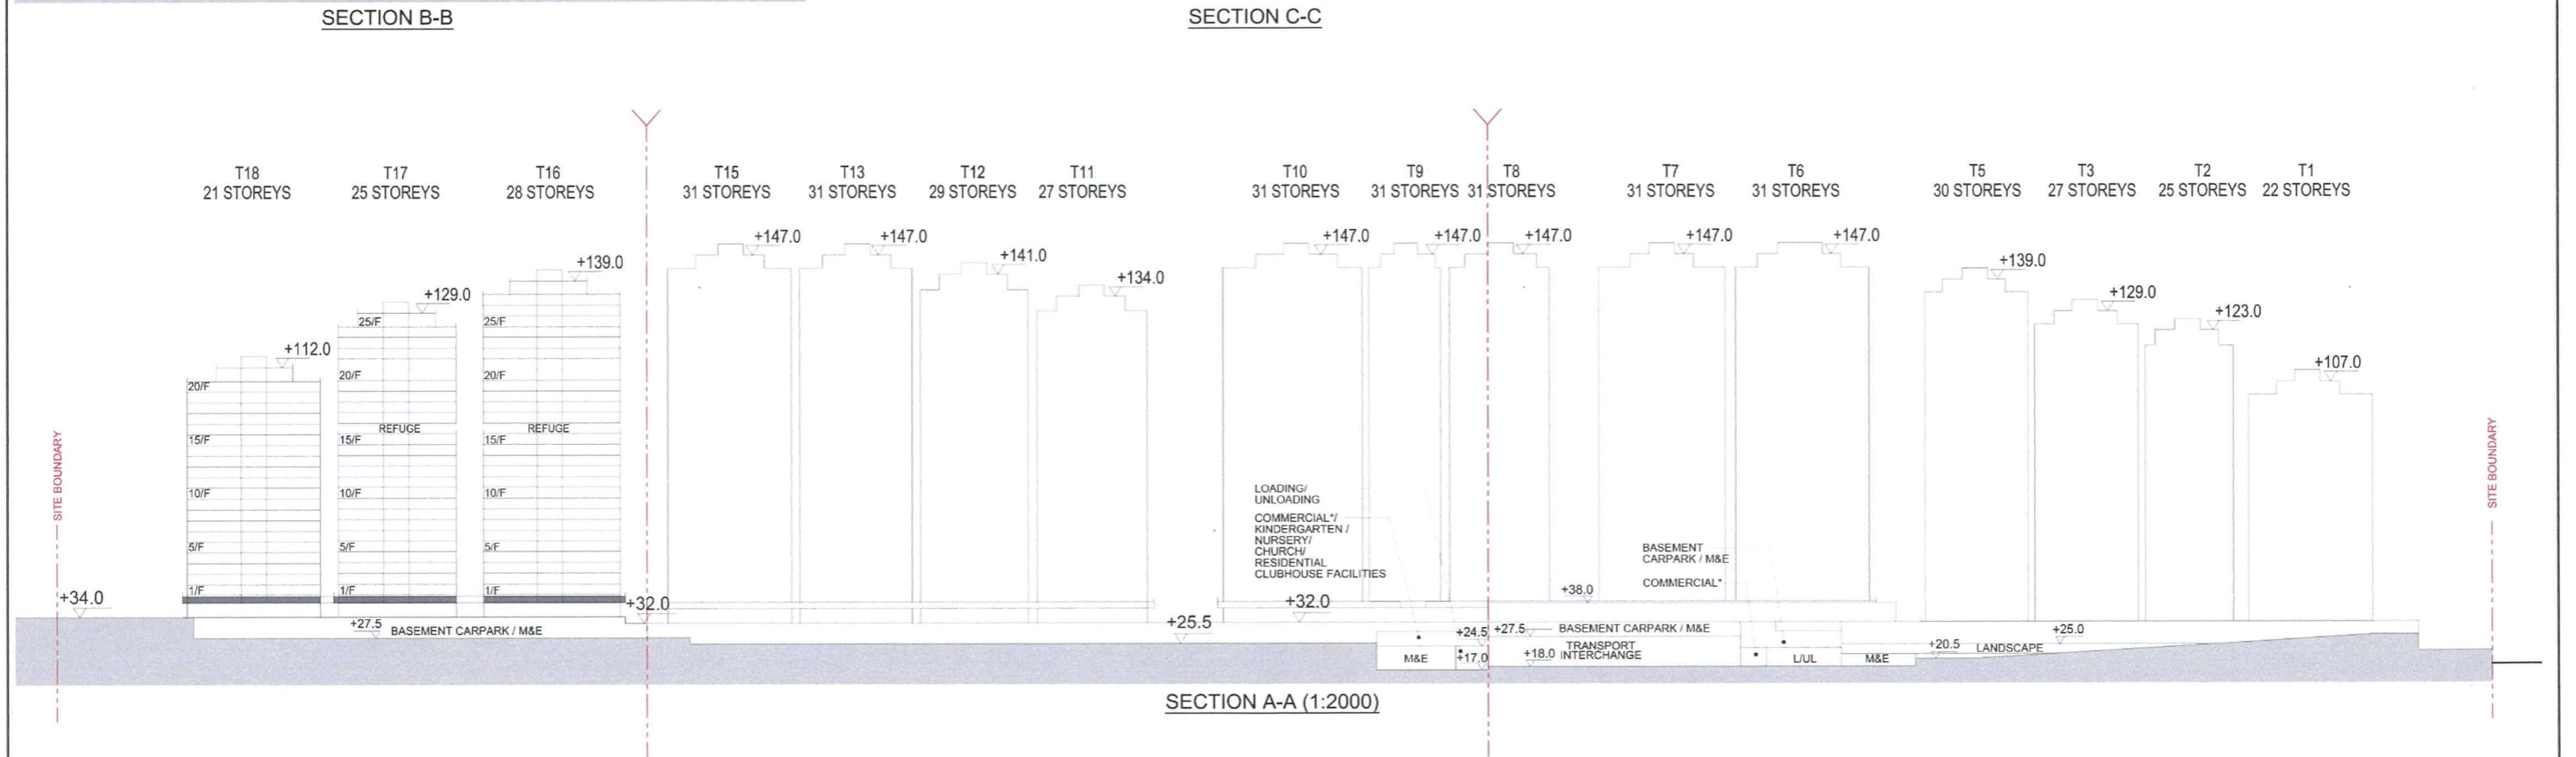 SECTION B-B
SECTION C-C
T18
21 STOREYS
T17
25 STOREYS
T16
28 STOREYS
T15
31 STOREYS
T13
31 STOREYS
T12
29 STOREYS
T11
27 STOREYS
T10
31 STOREYS
T9
31 STOREYS
T8
31 STOREYS
T7
31 STOREYS
T6
31 STOREYS
T5
30 STOREYS
T3
27 STOREYS
T2
25 STOREYS
T1
22 STOREYS
+112.0
+129.0
+139.0
+147.0
+147.0
+141.0
+134.0
+147.0
+147.0
+147.0
+147.0
+147.0
+139.0
+129.0
+123.0
+107.0
20/F
15/F
10/F
5/F
1/F
25/F
20/F
REFUGE
15/F
10/F
5/F
1/F
25/F
20/F
REFUGE
15/F
10/F
5/F
1/F
SITE BOUNDARY
+34.0
+27.5
BASEMENT CARPARK / M&E
+32.0
+25.5
LOADING/
UNLOADING
COMMERCIAL*/
KINDERGARTEN /
NURSERY/
CHURCH/
RESIDENTIAL
CLUBHOUSE FACILITIES
+32.0
M&E
+24.5
+17.0
+38.0
+27.5
BASEMENT CARPARK / M&E
TRANSPORT
INTERCHANGE
+18.0
BASEMENT
CARPARK / M&E
COMMERCIAL*
L/UL
M&E
+20.5
LANDSCAPE
+25.0
SITE BOUNDARY
SECTION A-A (1:2000)